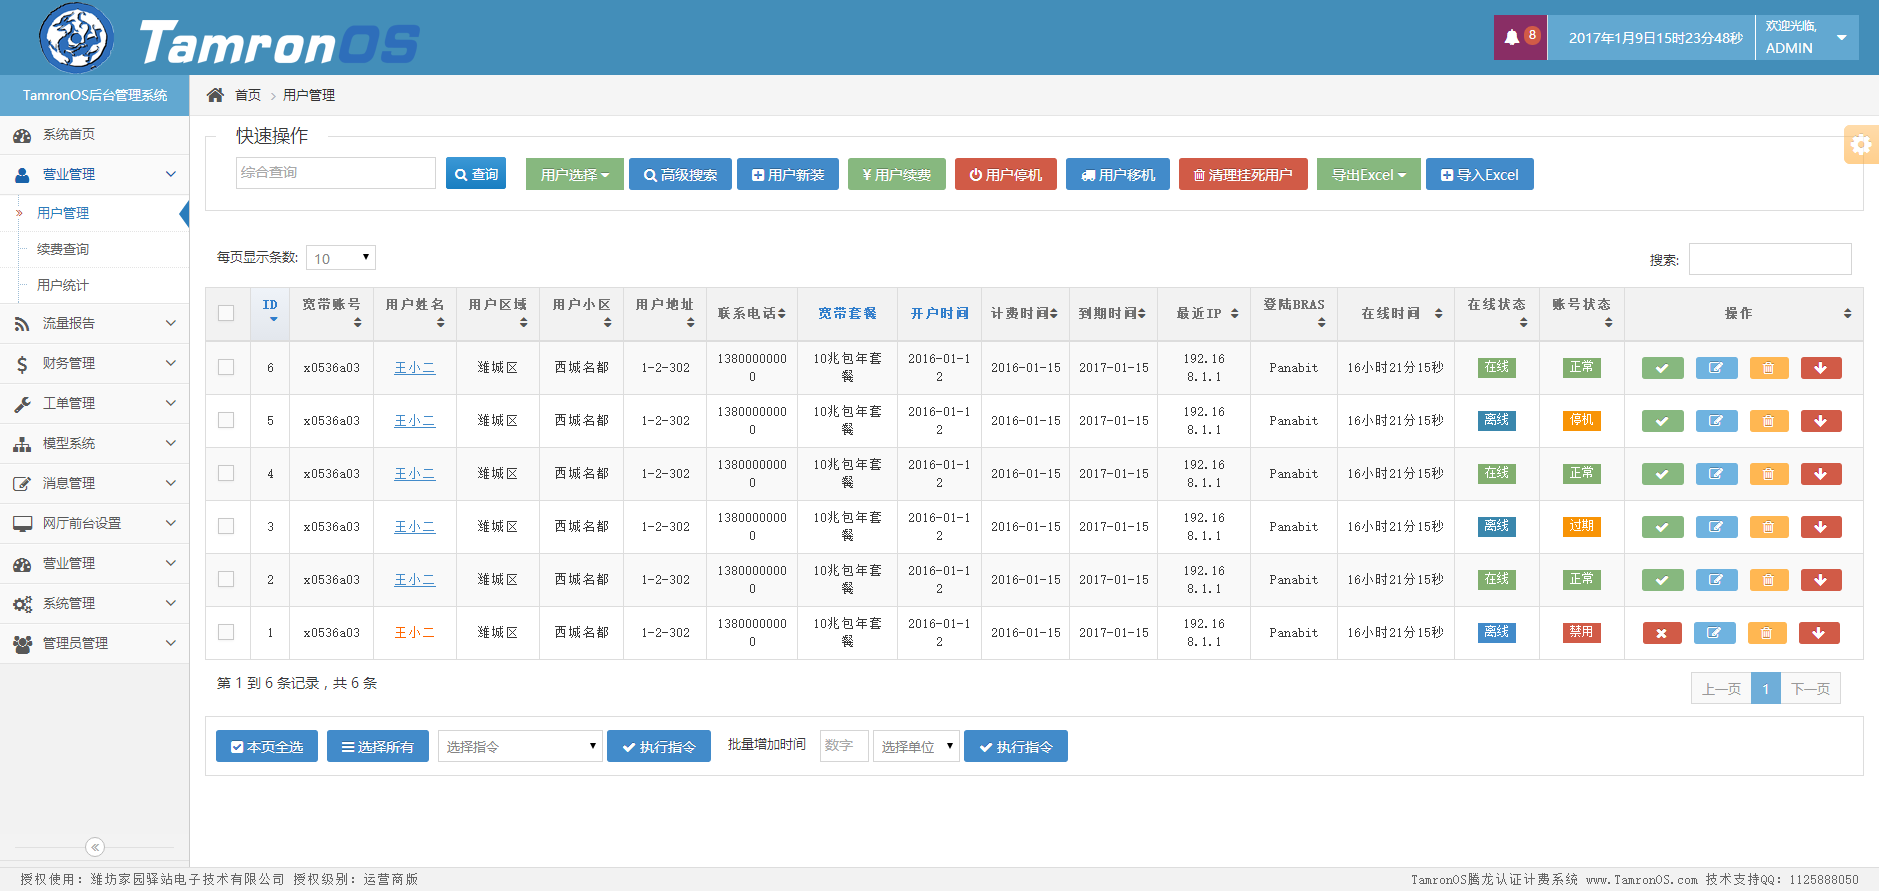 TamronOS
8
2017年1月9日15时23分48秒
欢迎光临,
ADMIN
TamronOS后台管理系统
首页 > 用户管理
系统首页
营业管理
用户管理
续费查询
用户统计
流量报告
财务管理
工单管理
模型系统
消息管理
网厅前台设置
营业管理
系统管理
管理员管理
快速操作
综合查询 查询 用户选择 高级搜索 用户新装 ¥用户续费 用户停机 用户移机 清理挂死用户 导出Excel 导入Excel
每页显示条数: 10 搜索:
ID 宽带账号 用户姓名 用户区域 用户小区 用户地址 联系电话 宽带套餐 开户时间 计费时间 到期时间 最近IP 登陆BRAS 在线时间 在线状态 账号状态 操作
6 x0536a03 王小二 潍城区 西城名都 1-2-302 13800000000 10兆包年套餐 2016-01-12 2016-01-15 2017-01-15 192.168.1.1 Panabit 16小时21分15秒 在线 正常
5 x0536a03 王小二 潍城区 西城名都 1-2-302 13800000000 10兆包年套餐 2016-01-12 2016-01-15 2017-01-15 192.168.1.1 Panabit 16小时21分15秒 离线 停机
4 x0536a03 王小二 潍城区 西城名都 1-2-302 13800000000 10兆包年套餐 2016-01-12 2016-01-15 2017-01-15 192.168.1.1 Panabit 16小时21分15秒 在线 正常
3 x0536a03 王小二 潍城区 西城名都 1-2-302 13800000000 10兆包年套餐 2016-01-12 2016-01-15 2017-01-15 192.168.1.1 Panabit 16小时21分15秒 离线 过期
2 x0536a03 王小二 潍城区 西城名都 1-2-302 13800000000 10兆包年套餐 2016-01-12 2016-01-15 2017-01-15 192.168.1.1 Panabit 16小时21分15秒 在线 正常
1 x0536a03 王小二 潍城区 西城名都 1-2-302 13800000000 10兆包年套餐 2016-01-12 2016-01-15 2017-01-15 192.168.1.1 Panabit 16小时21分15秒 离线 禁用
第 1 到 6 条记录，共 6 条
上一页 1 下一页
本页全选 选择所有 选择指令 执行指令 批量增加时间 数字 选择单位 执行指令
授权使用：潍坊家园驿站电子技术有限公司 授权级别：运营商版
TamronOS腾龙认证计费系统 www.TamronOS.com 技术支持QQ：1125888050